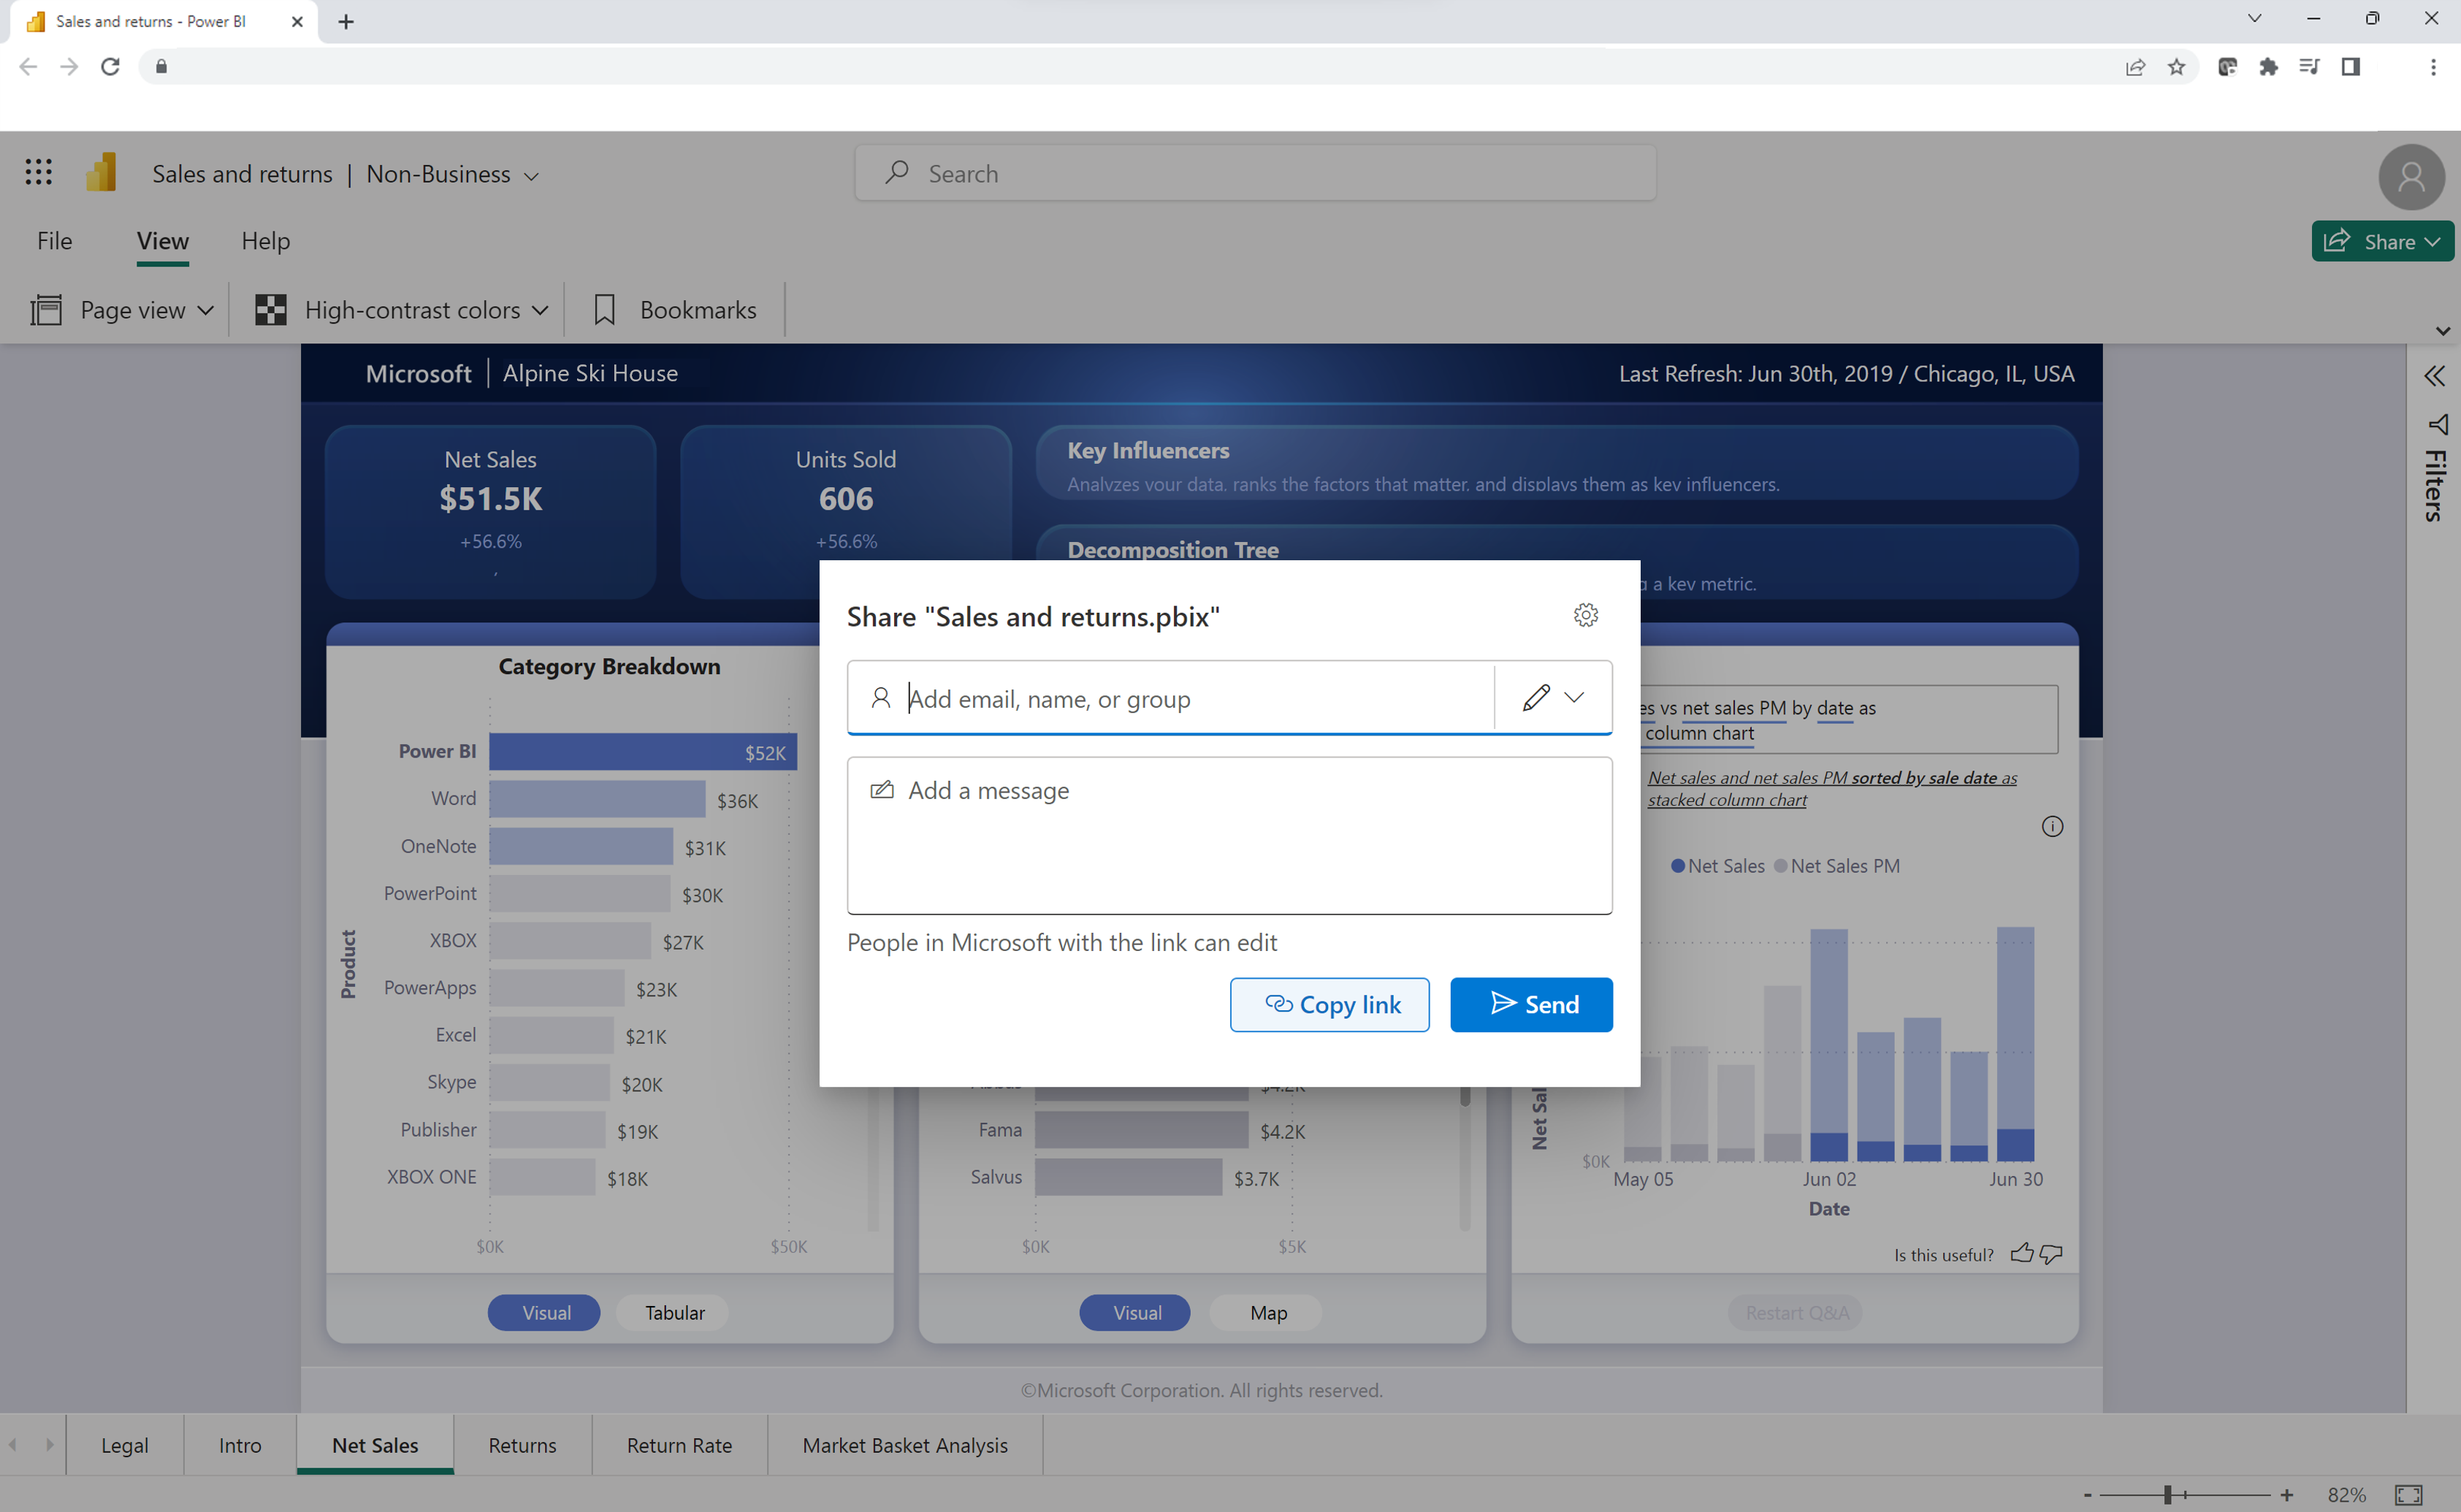 Sales and returns - Power BI
Sales and returns | Non-Business
Search
File
View
Help
Share
Page view
High-contrast colors
Bookmarks
Microsoft | Alpine Ski House
Last Refresh: Jun 30th, 2019 / Chicago, IL, USA
Filters
Net Sales
$51.5K
+56.6%
Units Sold
606
+56.6%
Key Influencers
Analyzes your data, ranks the factors that matter, and displays them as key influencers.
Decomposition Tree
a key metric.
Share "Sales and returns.pbix"
Add email, name, or group
Add a message
People in Microsoft with the link can edit
Copy link
Send
Category Breakdown
Product
Power BI $52K
Word $36K
OneNote $31K
PowerPoint $30K
XBOX $27K
PowerApps $23K
Excel $21K
Skype $20K
Publisher $19K
XBOX ONE $18K
$0K $50K
Visual
Tabular
$4.2K
Fama $4.2K
Salvus $3.7K
$0K $5K
Visual
Map
vs net sales PM by date as
column chart
Net sales and net sales PM sorted by sale date as
stacked column chart
Net Sales Net Sales PM
Net
$0K
May 05 Jun 02 Jun 30
Date
Is this useful?
Restart Q&A
©Microsoft Corporation. All rights reserved.
Legal
Intro
Net Sales
Returns
Return Rate
Market Basket Analysis
- + 82%